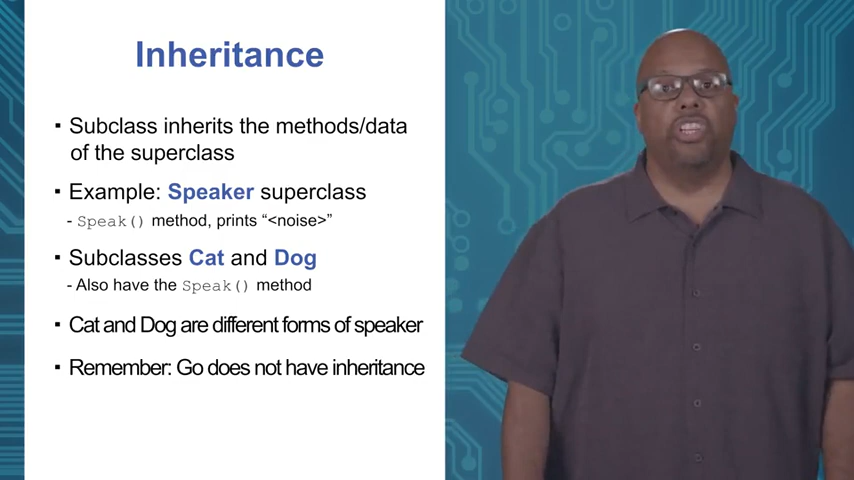 Inheritance
▪ Subclass inherits the methods/data
of the superclass
▪ Example: Speaker superclass
- Speak() method, prints “<noise>”
▪ Subclasses Cat and Dog
- Also have the Speak() method
▪ Cat and Dog are different forms of speaker
▪ Remember: Go does not have inheritance